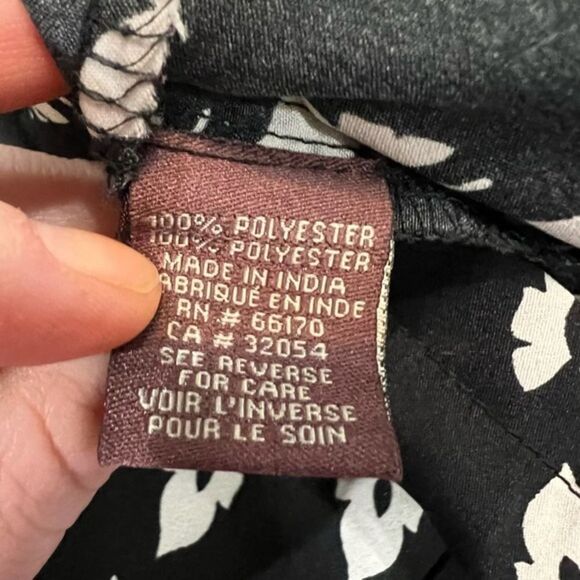 100% POLYESTER
100% POLYESTER
MADE IN INDIA
ABRIQUÉ EN INDE
RN # 66170
CA # 32054
SEE REVERSE
FOR CARE
VOIR L'INVERSE
POUR LE SOIN